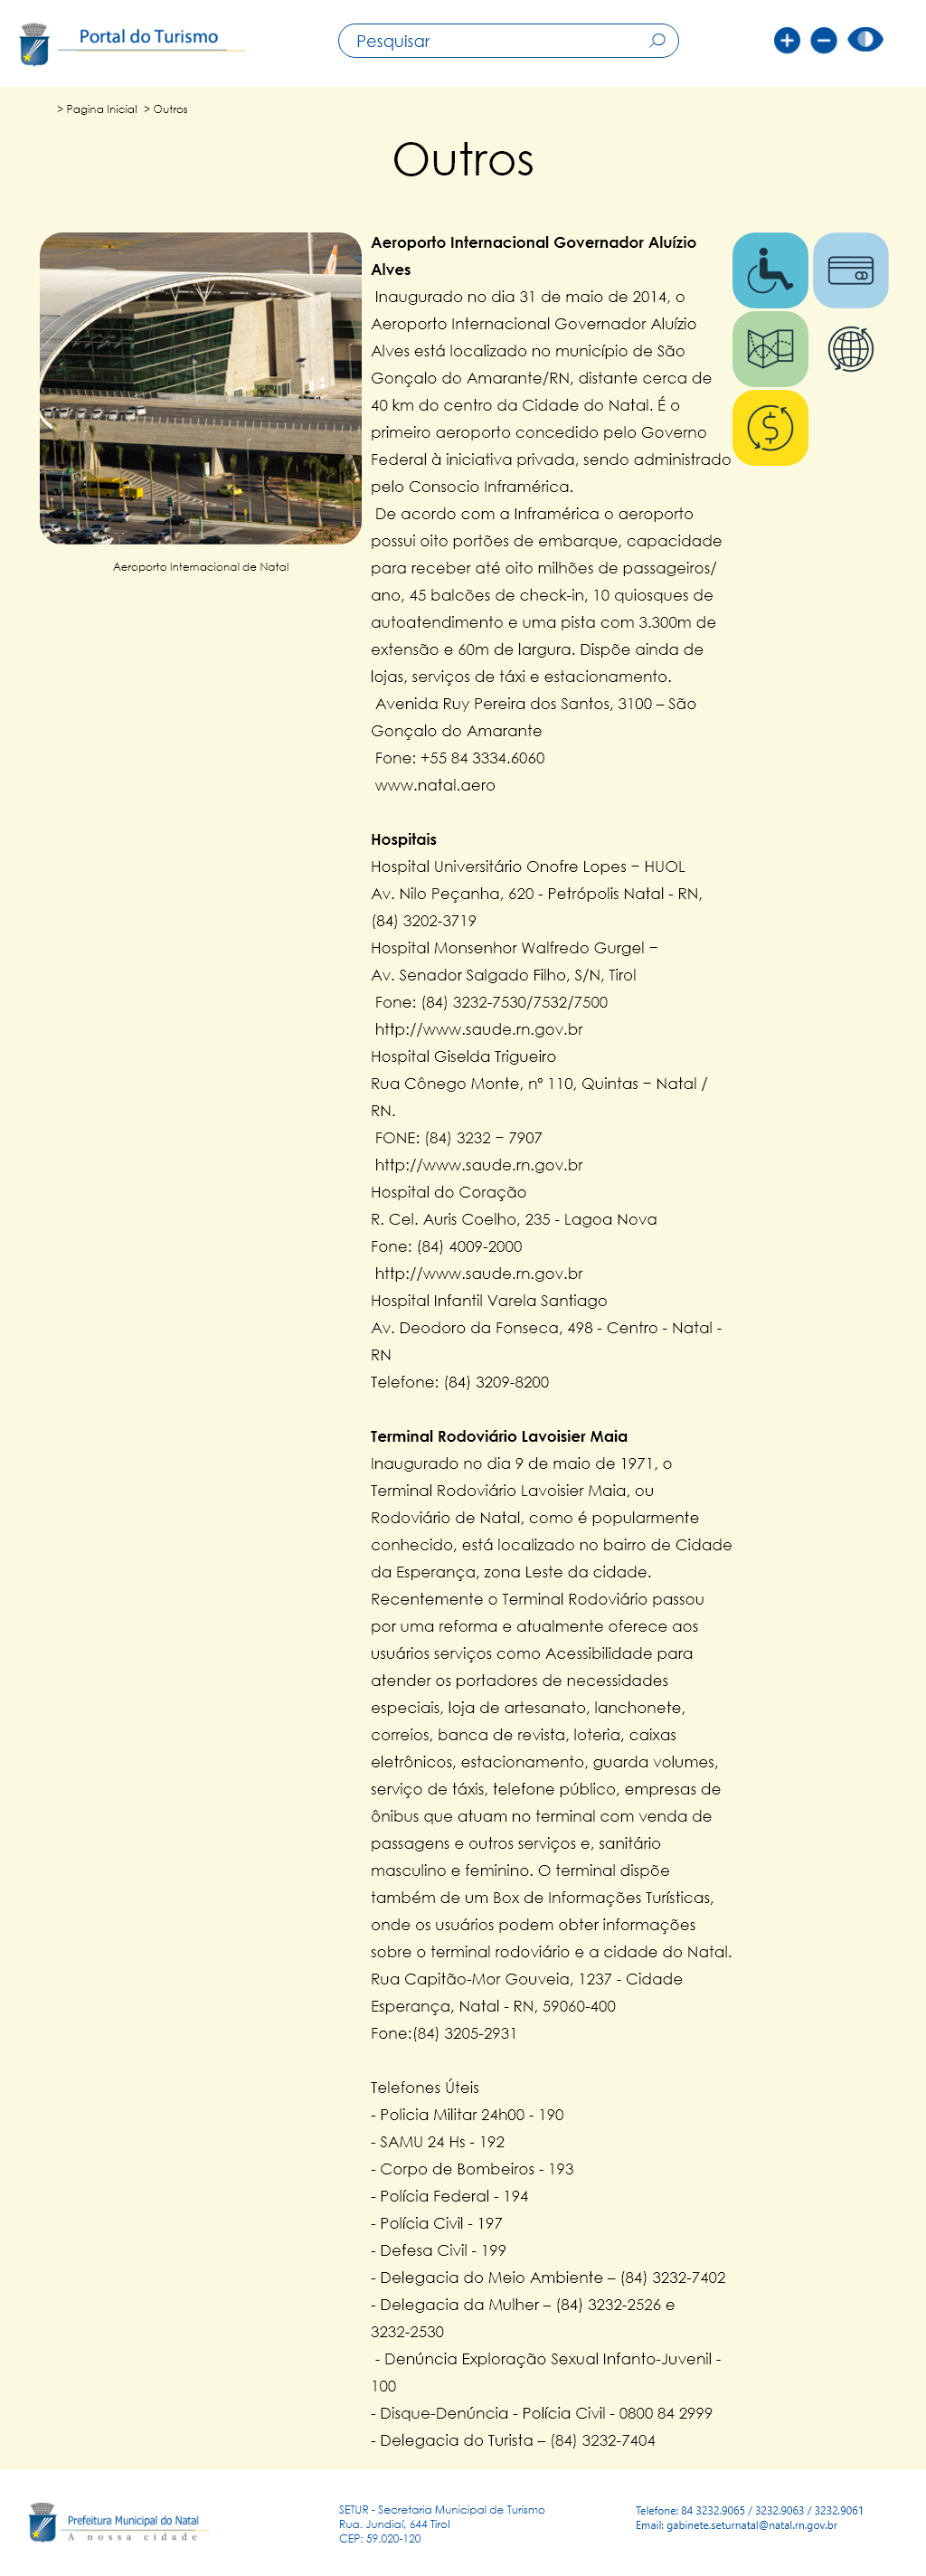 Portal do Turismo
Pesquisar
> Pagina Inicial > Outros
Outros
Aeroporto Internacional de Natal
Aeroporto Internacional Governador Aluízio
Alves
Inaugurado no dia 31 de maio de 2014, o
Aeroporto Internacional Governador Aluízio
Alves está localizado no município de São
Gonçalo do Amarante/RN, distante cerca de
40 km do centro da Cidade do Natal. É o
primeiro aeroporto concedido pelo Governo
Federal à iniciativa privada, sendo administrado
pelo Consocio Inframérica.
De acordo com a Inframérica o aeroporto
possui oito portões de embarque, capacidade
para receber até oito milhões de passageiros/
ano, 45 balcões de check-in, 10 quiosques de
autoatendimento e uma pista com 3.300m de
extensão e 60m de largura. Dispõe ainda de
lojas, serviços de táxi e estacionamento.
Avenida Ruy Pereira dos Santos, 3100 – São
Gonçalo do Amarante
Fone: +55 84 3334.6060
www.natal.aero
Hospitais
Hospital Universitário Onofre Lopes − HUOL
Av. Nilo Peçanha, 620 - Petrópolis Natal - RN,
(84) 3202-3719
Hospital Monsenhor Walfredo Gurgel −
Av. Senador Salgado Filho, S/N, Tirol
Fone: (84) 3232-7530/7532/7500
http://www.saude.rn.gov.br
Hospital Giselda Trigueiro
Rua Cônego Monte, nº 110, Quintas − Natal /
RN.
FONE: (84) 3232 − 7907
http://www.saude.rn.gov.br
Hospital do Coração
R. Cel. Auris Coelho, 235 - Lagoa Nova
Fone: (84) 4009-2000
http://www.saude.rn.gov.br
Hospital Infantil Varela Santiago
Av. Deodoro da Fonseca, 498 - Centro - Natal -
RN
Telefone: (84) 3209-8200
Terminal Rodoviário Lavoisier Maia
Inaugurado no dia 9 de maio de 1971, o
Terminal Rodoviário Lavoisier Maia, ou
Rodoviário de Natal, como é popularmente
conhecido, está localizado no bairro de Cidade
da Esperança, zona Leste da cidade.
Recentemente o Terminal Rodoviário passou
por uma reforma e atualmente oferece aos
usuários serviços como Acessibilidade para
atender os portadores de necessidades
especiais, loja de artesanato, lanchonete,
correios, banca de revista, loteria, caixas
eletrônicos, estacionamento, guarda volumes,
serviço de táxis, telefone público, empresas de
ônibus que atuam no terminal com venda de
passagens e outros serviços e, sanitário
masculino e feminino. O terminal dispõe
também de um Box de Informações Turísticas,
onde os usuários podem obter informações
sobre o terminal rodoviário e a cidade do Natal.
Rua Capitão-Mor Gouveia, 1237 - Cidade
Esperança, Natal - RN, 59060-400
Fone:(84) 3205-2931
Telefones Úteis
- Policia Militar 24h00 - 190
- SAMU 24 Hs - 192
- Corpo de Bombeiros - 193
- Polícia Federal - 194
- Polícia Civil - 197
- Defesa Civil - 199
- Delegacia do Meio Ambiente – (84) 3232-7402
- Delegacia da Mulher – (84) 3232-2526 e
3232-2530
- Denúncia Exploração Sexual Infanto-Juvenil -
100
- Disque-Denúncia - Polícia Civil - 0800 84 2999
- Delegacia do Turista – (84) 3232-7404
Prefeitura Municipal do Natal
A nossa cidade
SETUR - Secretaria Municipal de Turismo
Rua. Jundiaí, 644 Tirol
CEP: 59.020-120
Telefone: 84 3232.9065 / 3232.9063 / 3232.9061
Email: gabinete.seturnatal@natal.rn.gov.br